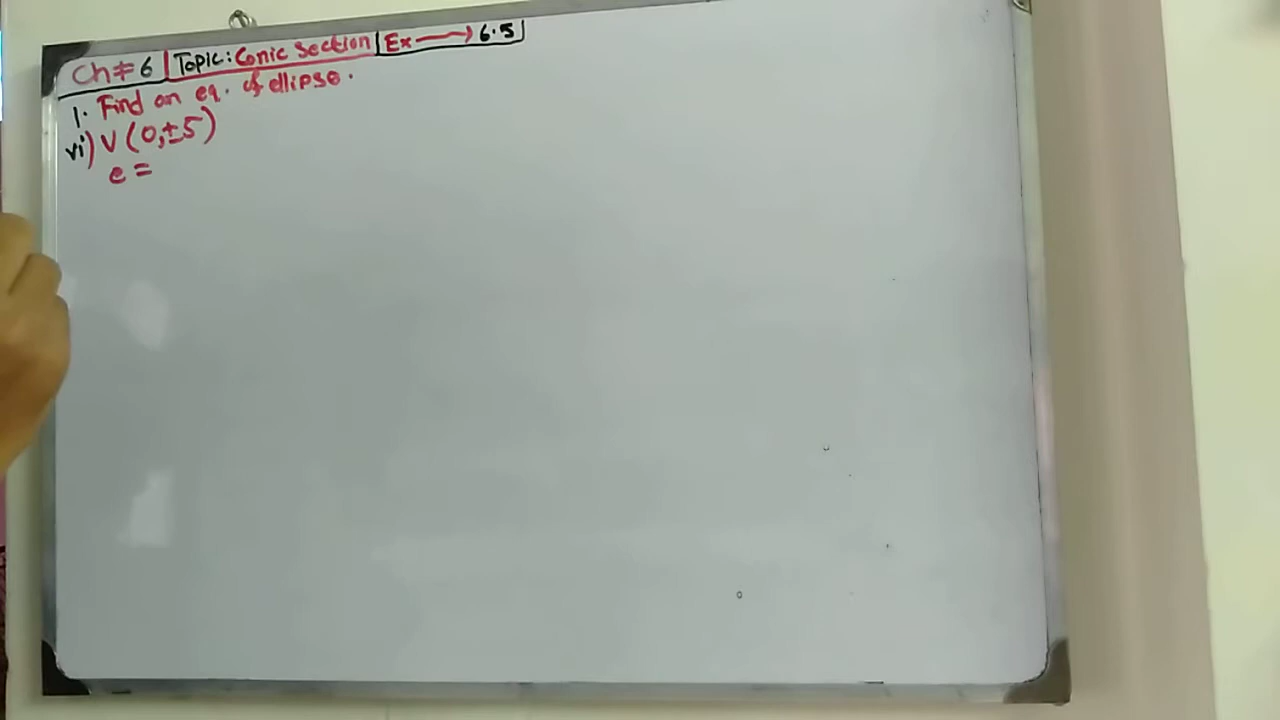 Ch # 6 | Topic: Conic Section | Ex → 6.5
1. Find an eq. of ellipse.
vi) V (0, ±5)
e =